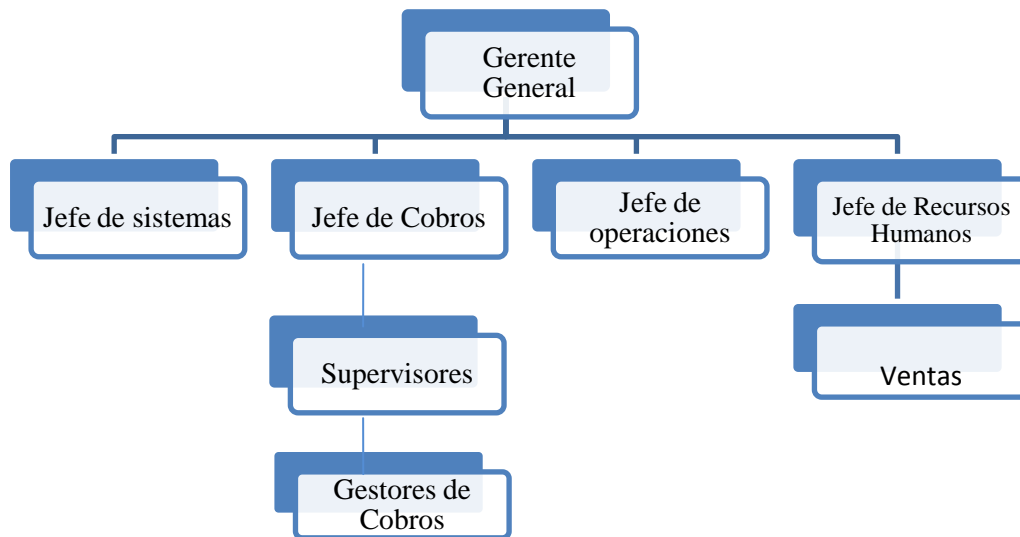 Gerente
General
Jefe de sistemas
Jefe de Cobros
Jefe de
operaciones
Jefe de Recursos
Humanos
Supervisores
Ventas
Gestores de
Cobros